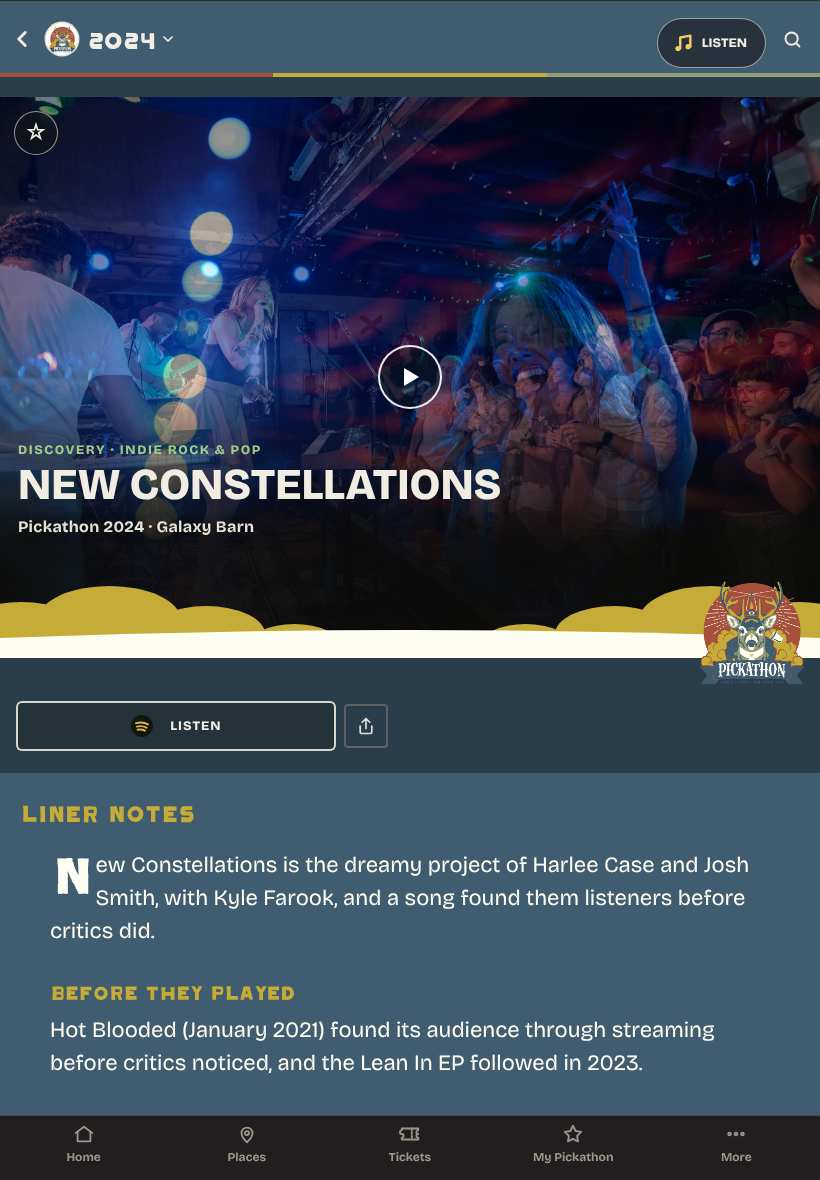 2024
LISTEN
DISCOVERY · INDIE ROCK & POP
NEW CONSTELLATIONS
Pickathon 2024 · Galaxy Barn
PICKATHON
LISTEN
LINER NOTES
New Constellations is the dreamy project of Harlee Case and Josh
Smith, with Kyle Farook, and a song found them listeners before
critics did.
BEFORE THEY PLAYED
Hot Blooded (January 2021) found its audience through streaming
before critics noticed, and the Lean In EP followed in 2023.
Home
Places
Tickets
My Pickathon
More